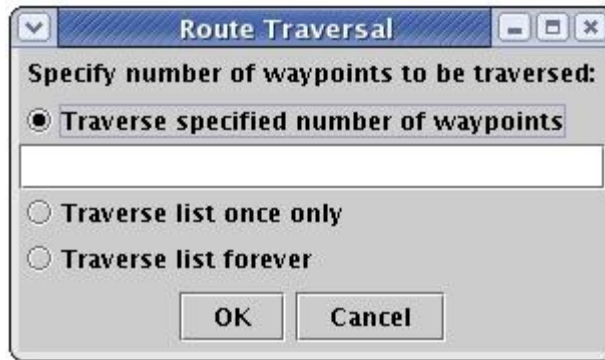 Route Traversal
Specify number of waypoints to be traversed:
Traverse specified number of waypoints
Traverse list once only
Traverse list forever
OK Cancel